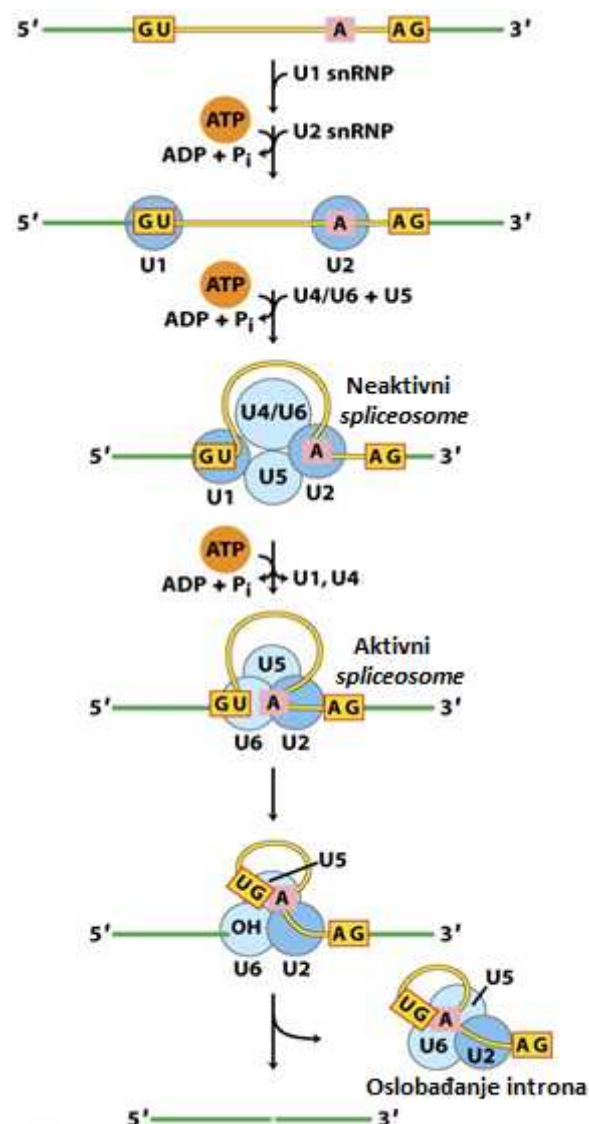 5′ GU A AG 3′
U1 snRNP
ATP
U2 snRNP
ADP + Pi
5′ GU A AG 3′
U1 U2
ATP
U4/U6 + U5
ADP + Pi
Neaktivni
spliceosome
U4/U6
5′ GU A AG 3′
U5
U1 U2
ATP
ADP + Pi U1, U4
Aktivni
spliceosome
U5
5′ GU A AG 3′
U6 U2
U5
UG A
5′ OH AG 3′
U6 U2
U5
UG A
U6 U2 AG
Oslobađanje introna
5′ 3′